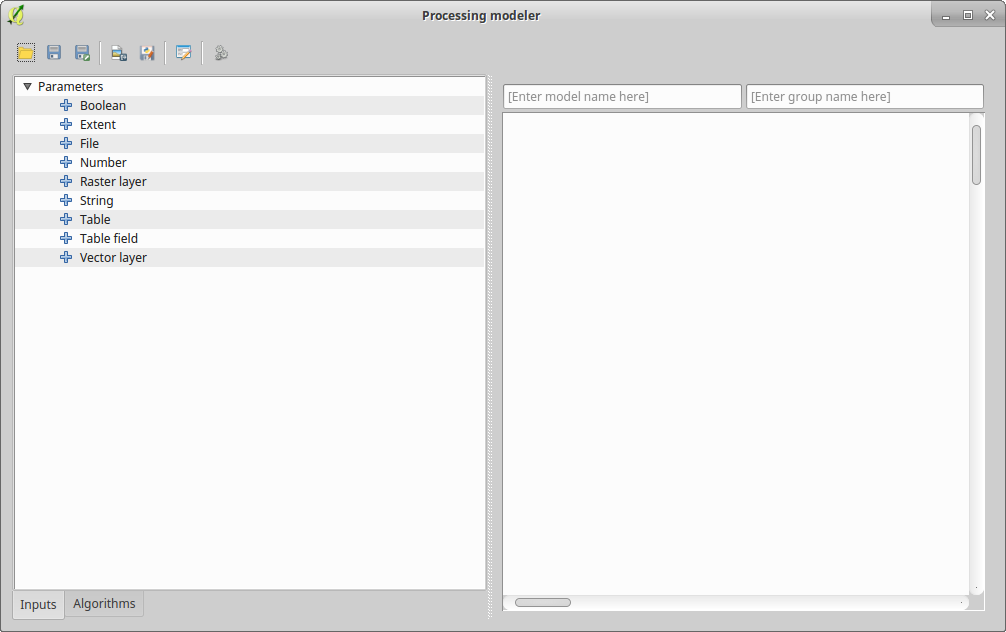 Processing modeler
Parameters
Boolean
Extent
File
Number
Raster layer
String
Table
Table field
Vector layer
Inputs Algorithms
[Enter model name here] [Enter group name here]